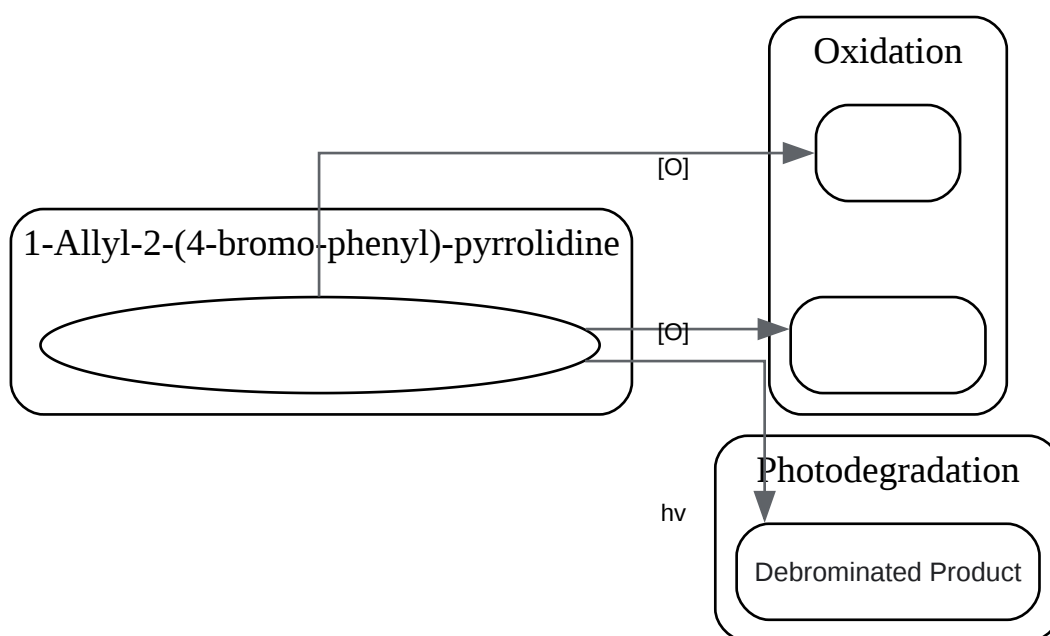 Oxidation
[O]
1-Allyl-2-(4-bromo-phenyl)-pyrrolidine
[O]
Photodegradation
hv
Debrominated Product